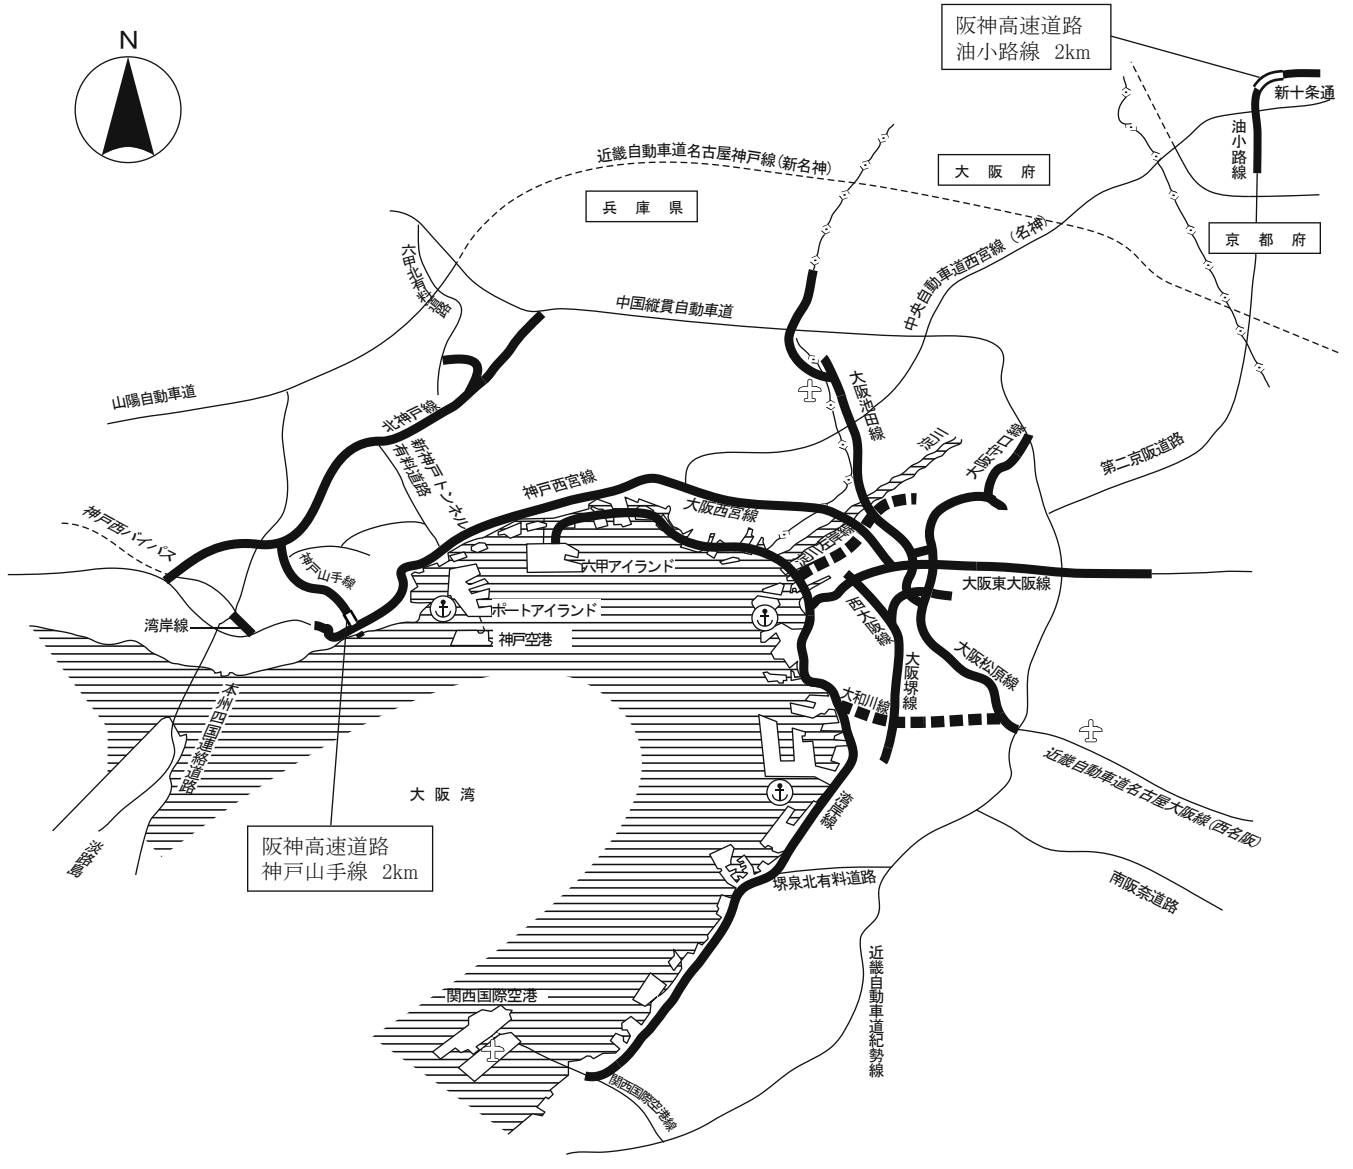 阪神高速道路
油小路線 2km
N
新十条通
油小路線
近畿自動車道名古屋神戸線(新名神)
大阪府
兵庫県
京都府
六甲北有料道路
中央自動車道西宮線(名神)
中国縦貫自動車道
山陽自動車道
大阪池田線
北神戸線
新神戸トンネル
有料道路
淀川
大阪守口線
第二京阪道路
神戸西宮線
大阪西宮線
神戸西バイパス
淀川左岸線
神戸山手線
六甲アイランド
大阪東大阪線
ポートアイランド
西大阪線
湾岸線
神戸空港
大阪堺線
大阪松原線
本州四国連絡道路
大和川線
近畿自動車道名古屋大阪線(西名阪)
大阪湾
湾岸線
淡路島
阪神高速道路
神戸山手線 2km
堺泉北有料道路
南阪奈道路
近畿自動車道紀勢線
関西国際空港
関西国際空港線